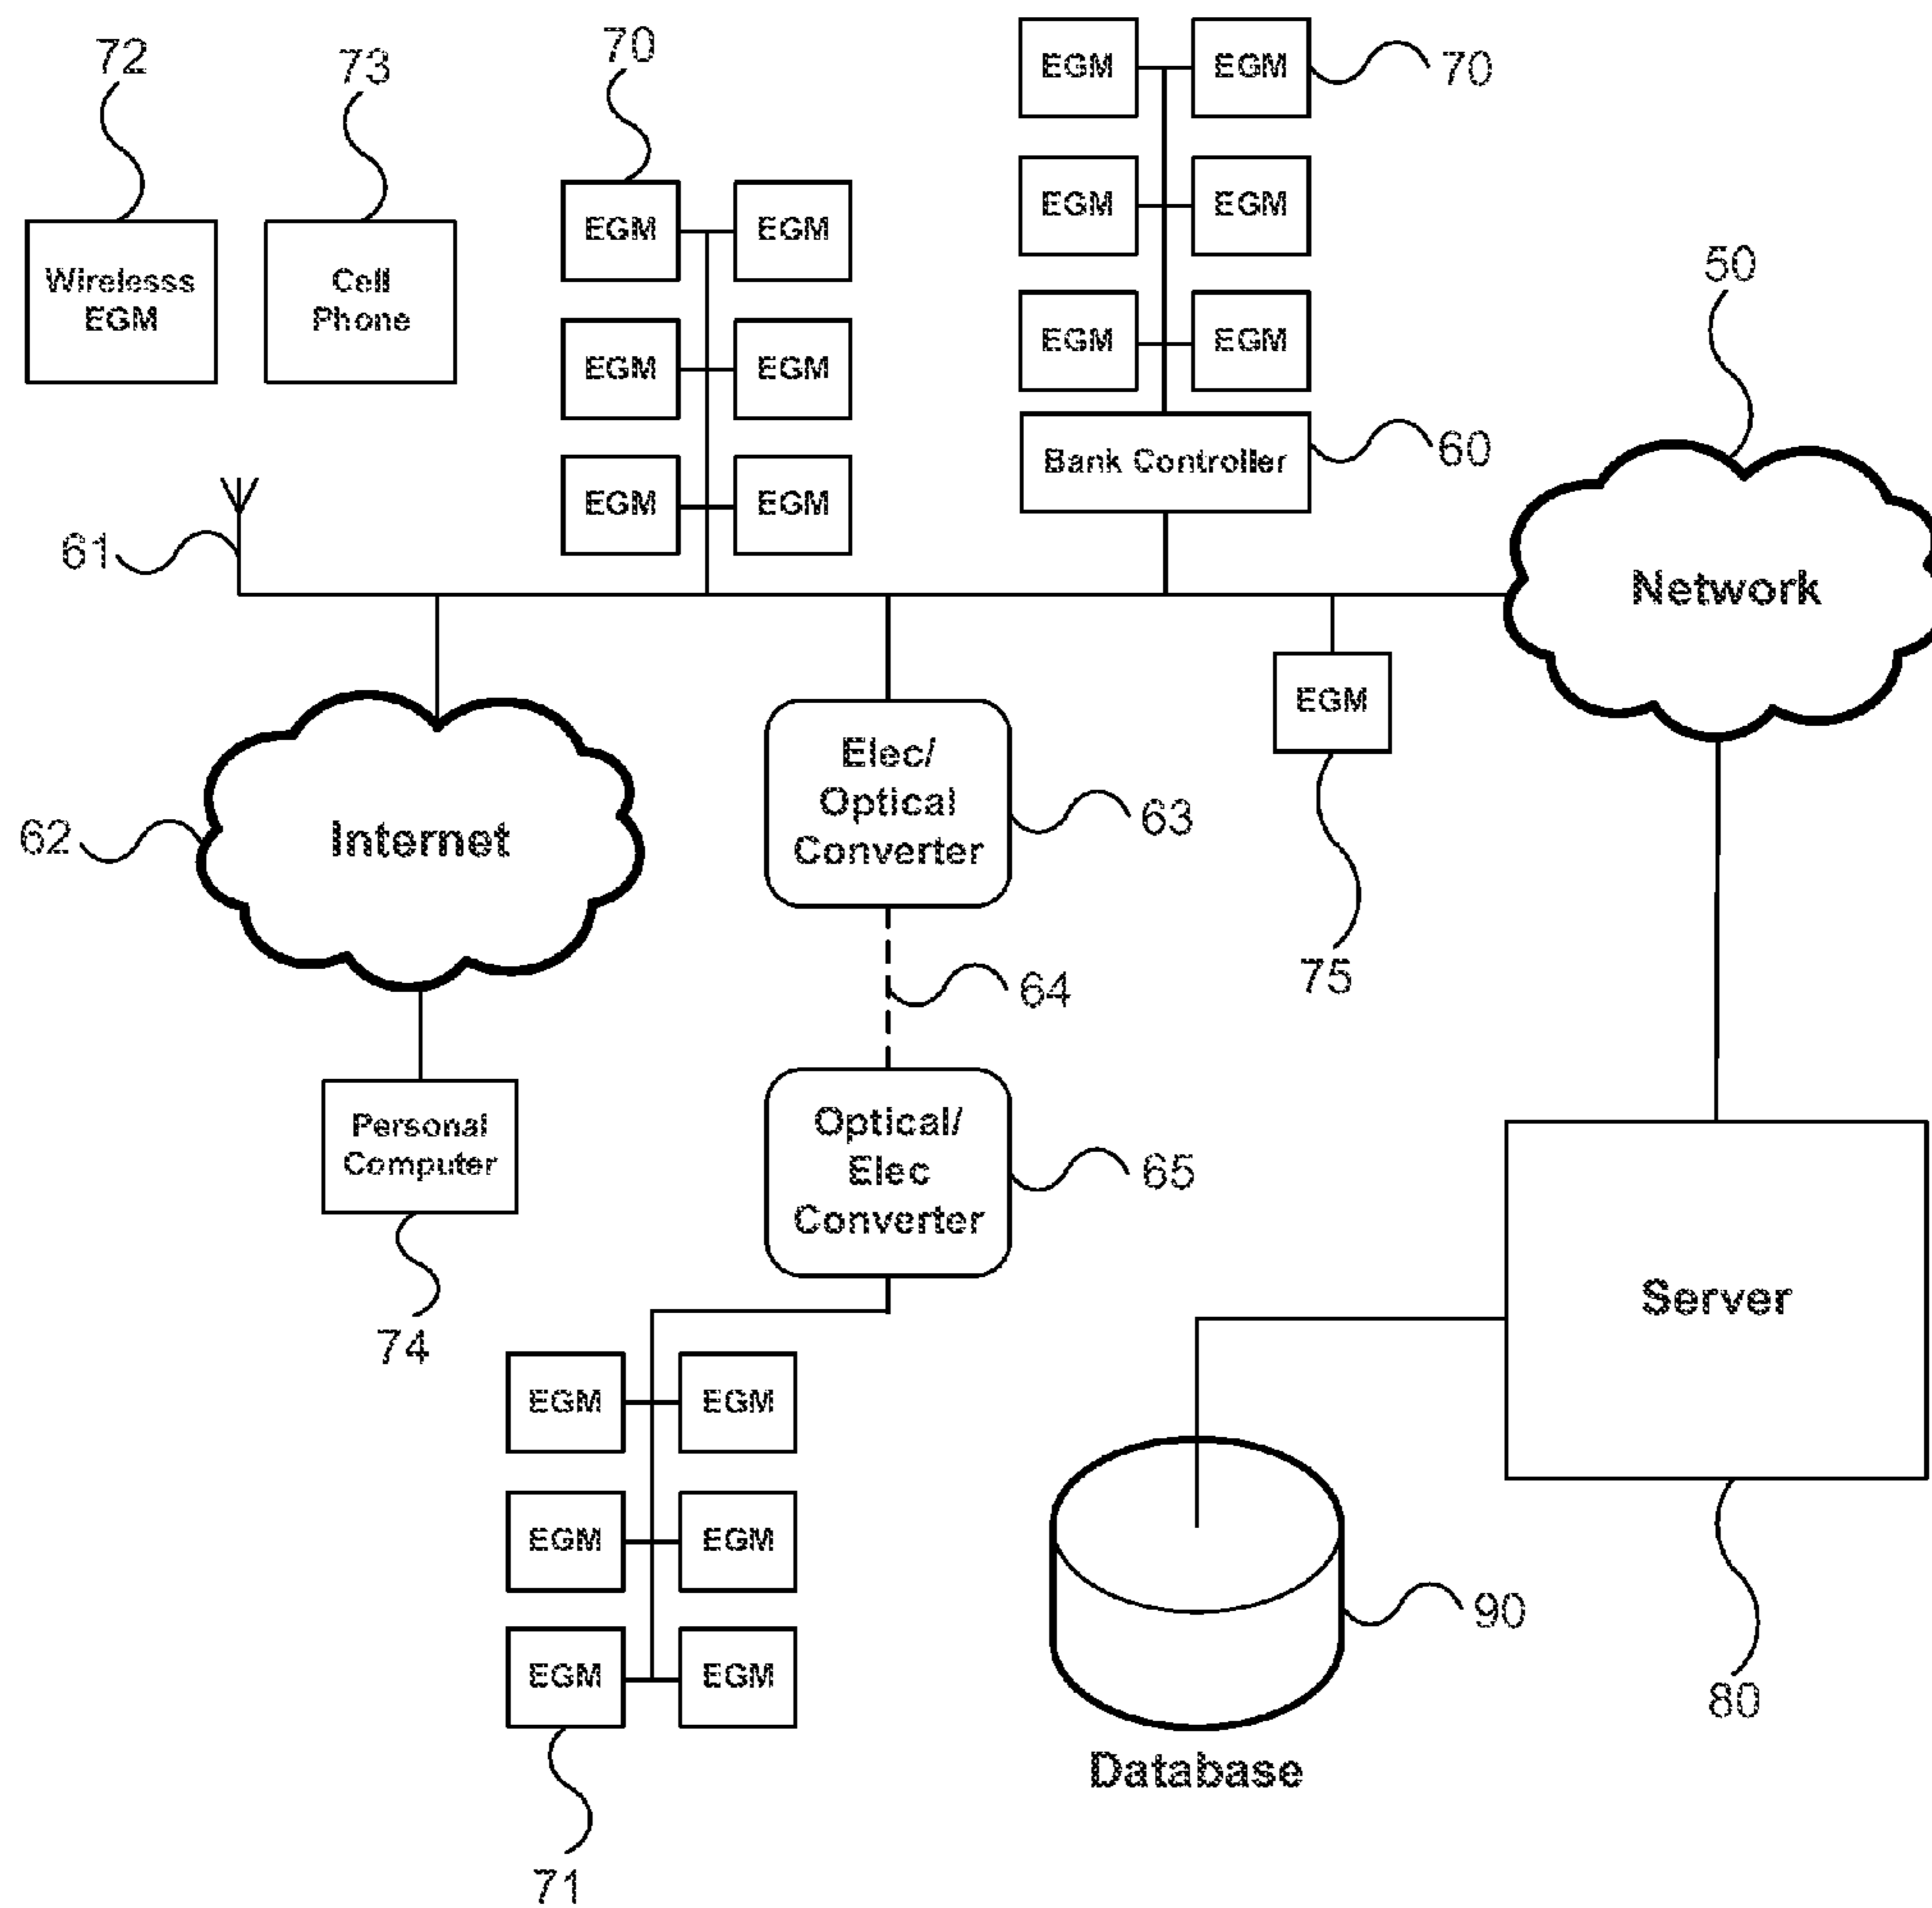 72
73
70
EGM
EGM
70
Wirelesss
EGM
Cell
Phone
EGM
EGM
EGM
EGM
EGM
EGM
EGM
EGM
EGM
EGM
50
Bank Controller
60
EGM
EGM
61
Network
62
Internet
Elec/
Optical
Converter
63
EGM
75
64
Personal
Computer
74
Optical/
Elec
Converter
65
Server
80
EGM
EGM
EGM
EGM
EGM
EGM
71
90
Database